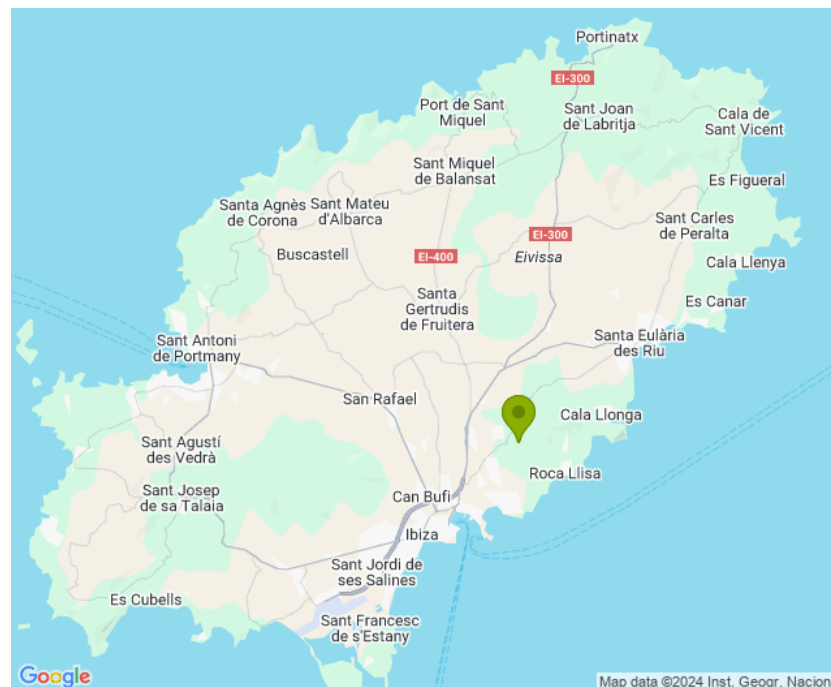 Portinatx
EI-300
Port de Sant
Miquel
Sant Joan
de Labritja
Cala de
Sant Vicent
Sant Miquel
de Balansat
Es Figueral
Santa Agnès
de Corona
Sant Mateu
d'Albarca
Sant Carles
de Peralta
EI-300
Buscastell
EI-400
Eivissa
Cala Llenya
Santa
Gertrudis
de Fruitera
Es Canar
Sant Antoni
de Portmany
Santa Eulària
des Riu
San Rafael
Cala Llonga
Sant Agustí
des Vedrà
Roca Llisa
Sant Josep
de sa Talaia
Can Bufi
Ibiza
Sant Jordi de
ses Salines
Es Cubells
Sant Francesc
de s'Estany
Google
Map data ©2024 Inst. Geogr. Nacion